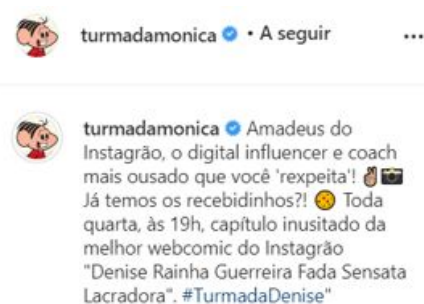 turmadamonica • A seguir
turmadamonica Amadeus do
Instagrão, o digital influencer e coach
mais ousado que você 'rexpeita'! ✌📷
Já temos os recebidinhos?! 🍪 Toda
quarta, às 19h, capítulo inusitado da
melhor webcomic do Instagrão
"Denise Rainha Guerreira Fada Sensata
Lacradora". #TurmadaDenise"